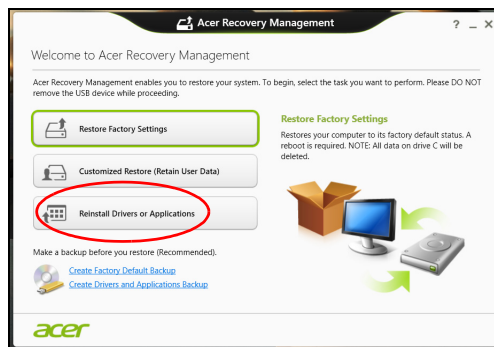 Acer Recovery Management
? _ X
Welcome to Acer Recovery Management
Acer Recovery Management enables you to restore your system. To begin, select the task you want to perform. Please DO NOT
remove the USB device while proceeding.
Restore Factory Settings
Customized Restore (Retain User Data)
Reinstall Drivers or Applications
Restore Factory Settings
Restores your computer to its factory default status. A
reboot is required. NOTE: All data on drive C will be
deleted.
Make a backup before you restore (Recommended).
Create Factory Default Backup
Create Drivers and Applications Backup
acer